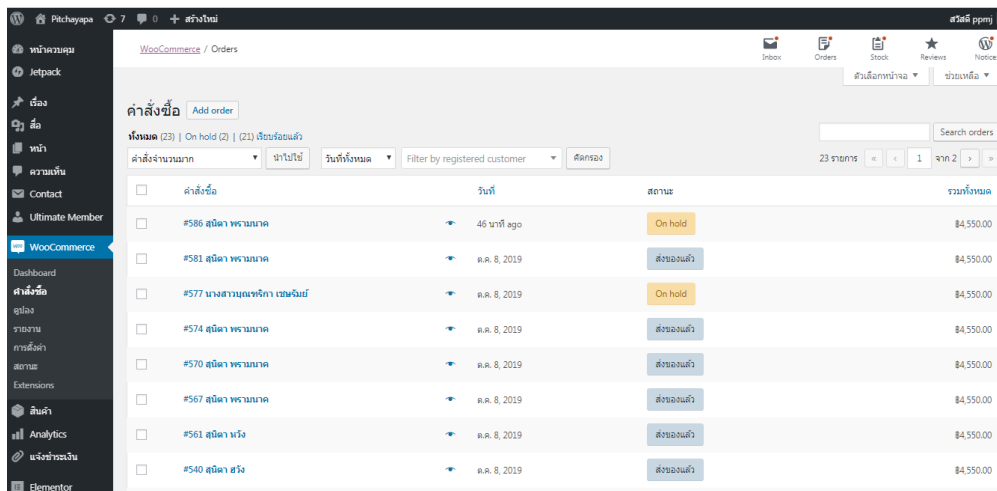 Pitchayapa 7 0 + สร้างใหม่ สวัสดี ppmj
หน้าควบคุม
Jetpack
เรื่อง
สื่อ
หน้า
ความเห็น
Contact
Ultimate Member
WooCommerce
Dashboard
คำสั่งซื้อ
คูปอง
รายงาน
การตั้งค่า
สถานะ
Extensions
สินค้า
Analytics
แจ้งชำระเงิน
Elementor
WooCommerce / Orders
Inbox Orders Stock Reviews Notices
ตัวเลือกหน้าจอ ▼ ช่วยเหลือ ▼
คำสั่งซื้อ Add order
ทั้งหมด (23) | On hold (2) | (21) เรียบร้อยแล้ว
Search orders
คำสั่งจำนวนมาก นำไปใช้ วันที่ทั้งหมด Filter by registered customer คัดกรอง 23 รายการ « ‹ 1 จาก 2 › »
คำสั่งซื้อ วันที่ สถานะ รวมทั้งหมด
#586 สุนิดา พรามนาค 46 นาที ago On hold ฿4,550.00
#581 สุนิดา พรามนาค ต.ค. 8, 2019 ส่งของแล้ว ฿4,550.00
#577 นางสาวบุณฑริกา เชษรัมย์ ต.ค. 8, 2019 On hold ฿4,550.00
#574 สุนิดา พรามนาค ต.ค. 8, 2019 ส่งของแล้ว ฿4,550.00
#570 สุนิดา พรามนาค ต.ค. 8, 2019 ส่งของแล้ว ฿4,550.00
#567 สุนิดา พรามนาค ต.ค. 8, 2019 ส่งของแล้ว ฿4,550.00
#561 สุนิดา หวัง ต.ค. 8, 2019 ส่งของแล้ว ฿4,550.00
#540 สุนิดา ฮวัง ต.ค. 8, 2019 ส่งของแล้ว ฿4,550.00